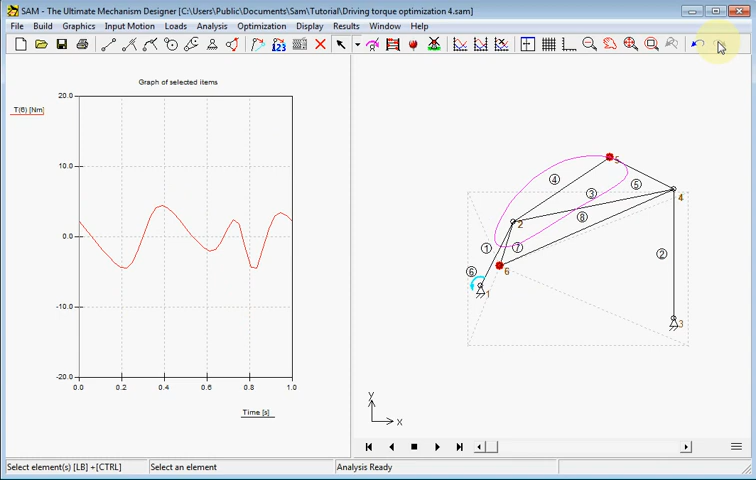 SAM - The Ultimate Mechanism Designer [C:\Users\Public\Documents\Sam\Tutorial\Driving torque optimization 4.sam]
File Build Graphics Input Motion Loads Analysis Optimization Display Results Window Help
123
Graph of selected items
T(6) [Nm]
20.0
10.0
0.0
-10.0
-20.0
0.0 0.2 0.4 0.6 0.8 1.0
Time [s]
5
4
5
3
4
8
2
1
7
2
6
6
1
3
y
x
Select element(s) [LB] +[CTRL] Select an element Analysis Ready